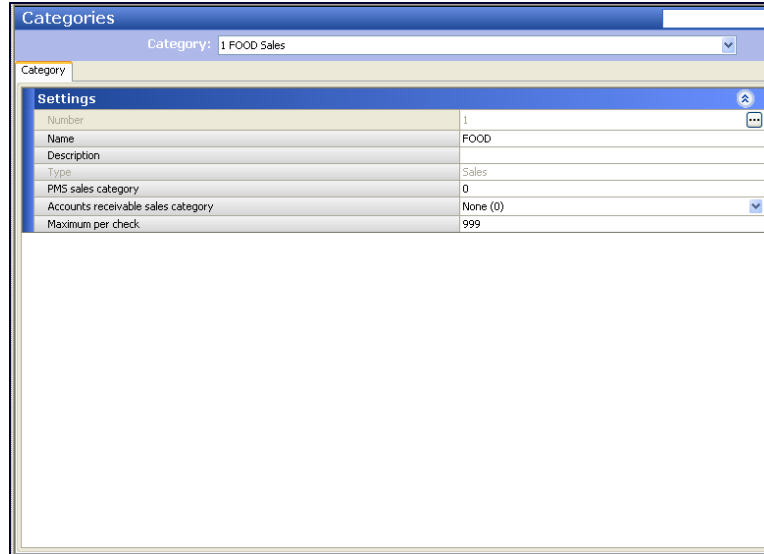 Categories
Category: 1 FOOD Sales
Category
Settings
Number 1 ...
Name FOOD
Description
Type Sales
PMS sales category 0
Accounts receivable sales category None (0)
Maximum per check 999